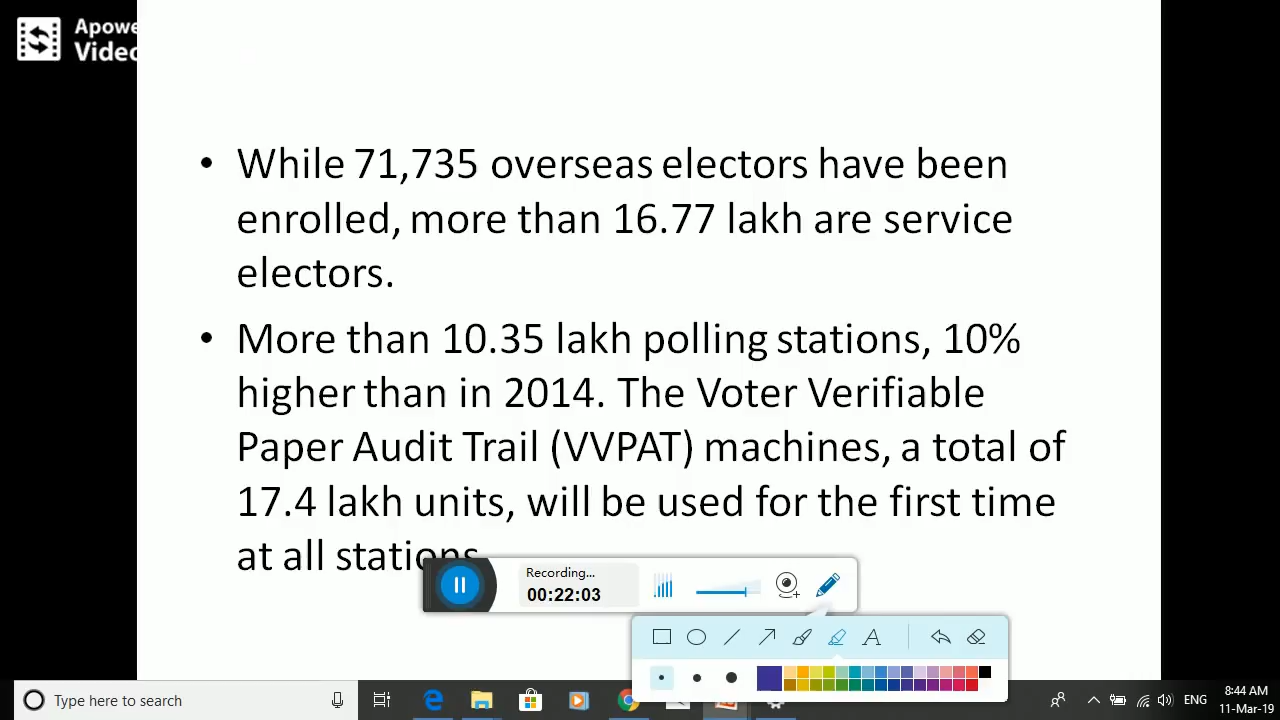 Apowe
Video
• While 71,735 overseas electors have been
enrolled, more than 16.77 lakh are service
electors.
• More than 10.35 lakh polling stations, 10%
higher than in 2014. The Voter Verifiable
Paper Audit Trail (VVPAT) machines, a total of
17.4 lakh units, will be used for the first time
at all stations
Recording...
00:22:03
A
Type here to search
ENG
8:44 AM
11-Mar-19